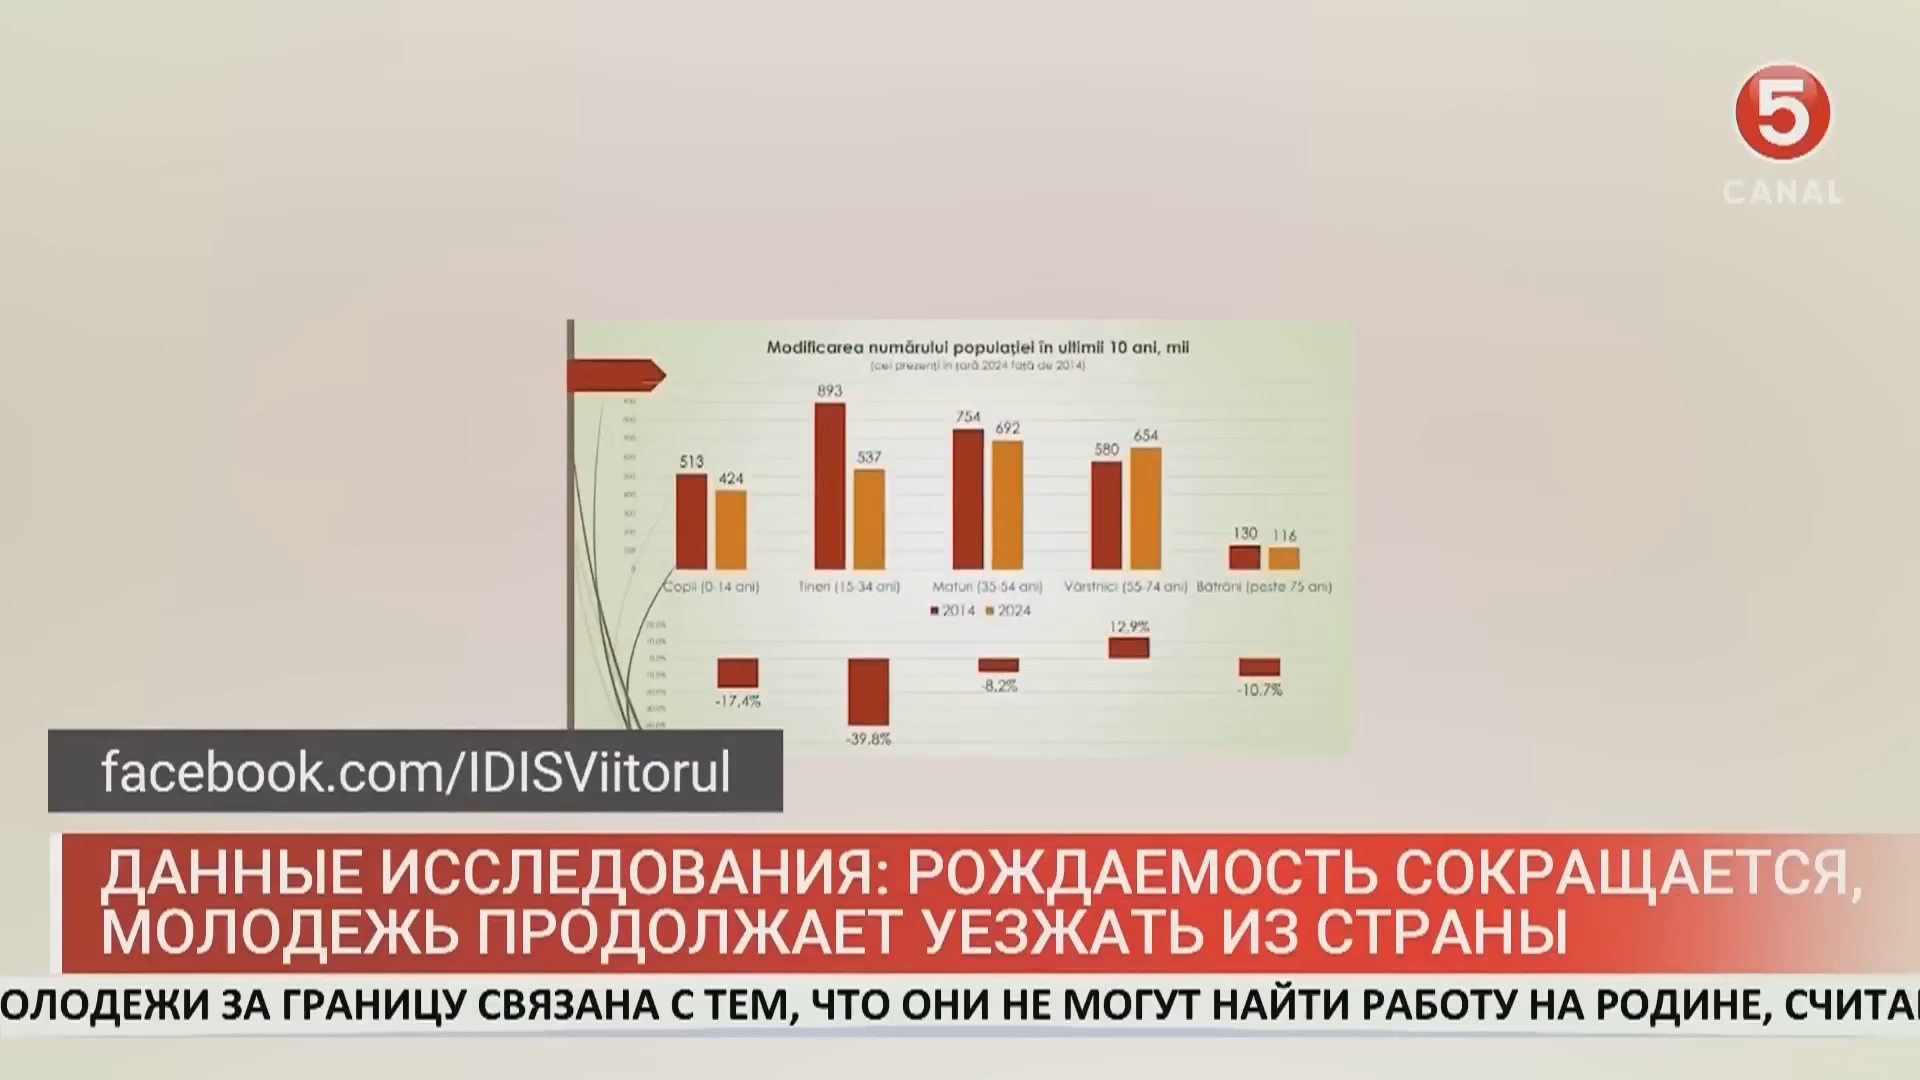 5
CANAL
Modificarea numărului populației în ultimii 10 ani, mii
(cei prezenți în țară 2024 față de 2014)
893
754
692
654
580
537
513
424
130 116
Copii (0-14 ani) Tineri (15-34 ani) Maturi (35-54 ani) Vârstnici (55-74 ani) Bătrâni (peste 75 ani)
2014 2024
12,9%
-8,2%
-10,7%
-17,4%
-39,8%
facebook.com/IDISViitorul
ДАННЫЕ ИССЛЕДОВАНИЯ: РОЖДАЕМОСТЬ СОКРАЩАЕТСЯ,
МОЛОДЕЖЬ ПРОДОЛЖАЕТ УЕЗЖАТЬ ИЗ СТРАНЫ
ОЛОДЕЖИ ЗА ГРАНИЦУ СВЯЗАНА С ТЕМ, ЧТО ОНИ НЕ МОГУТ НАЙТИ РАБОТУ НА РОДИНЕ, СЧИТА